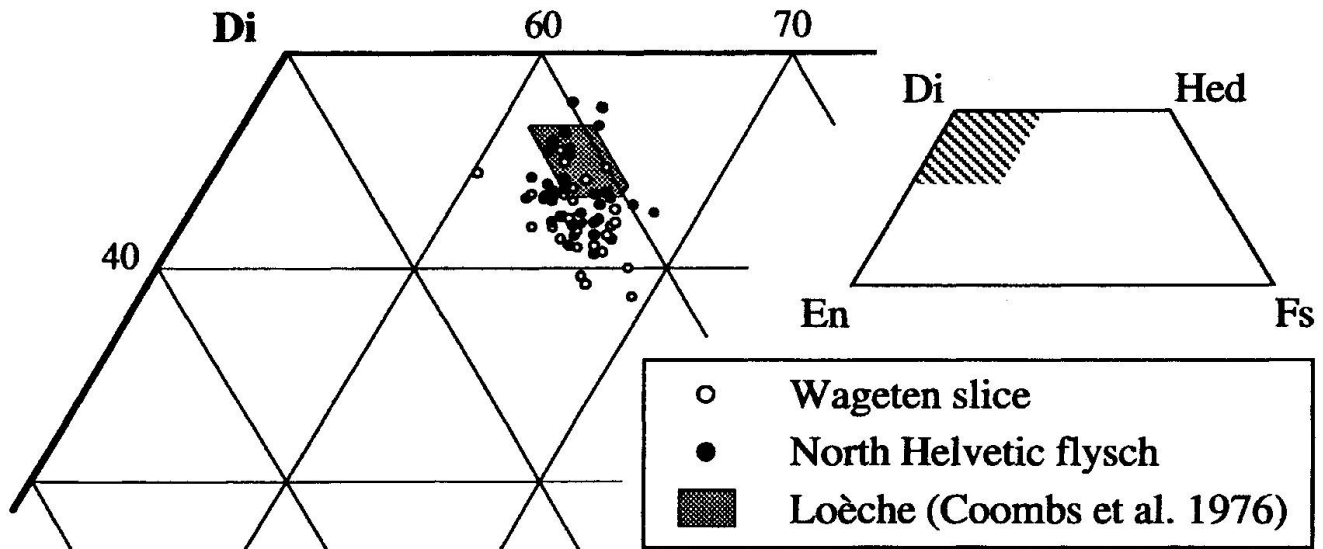 Di
60
70
40
Di
Hed
En
Fs
Wageten slice
North Helvetic flysch
Loèche (Coombs et al. 1976)